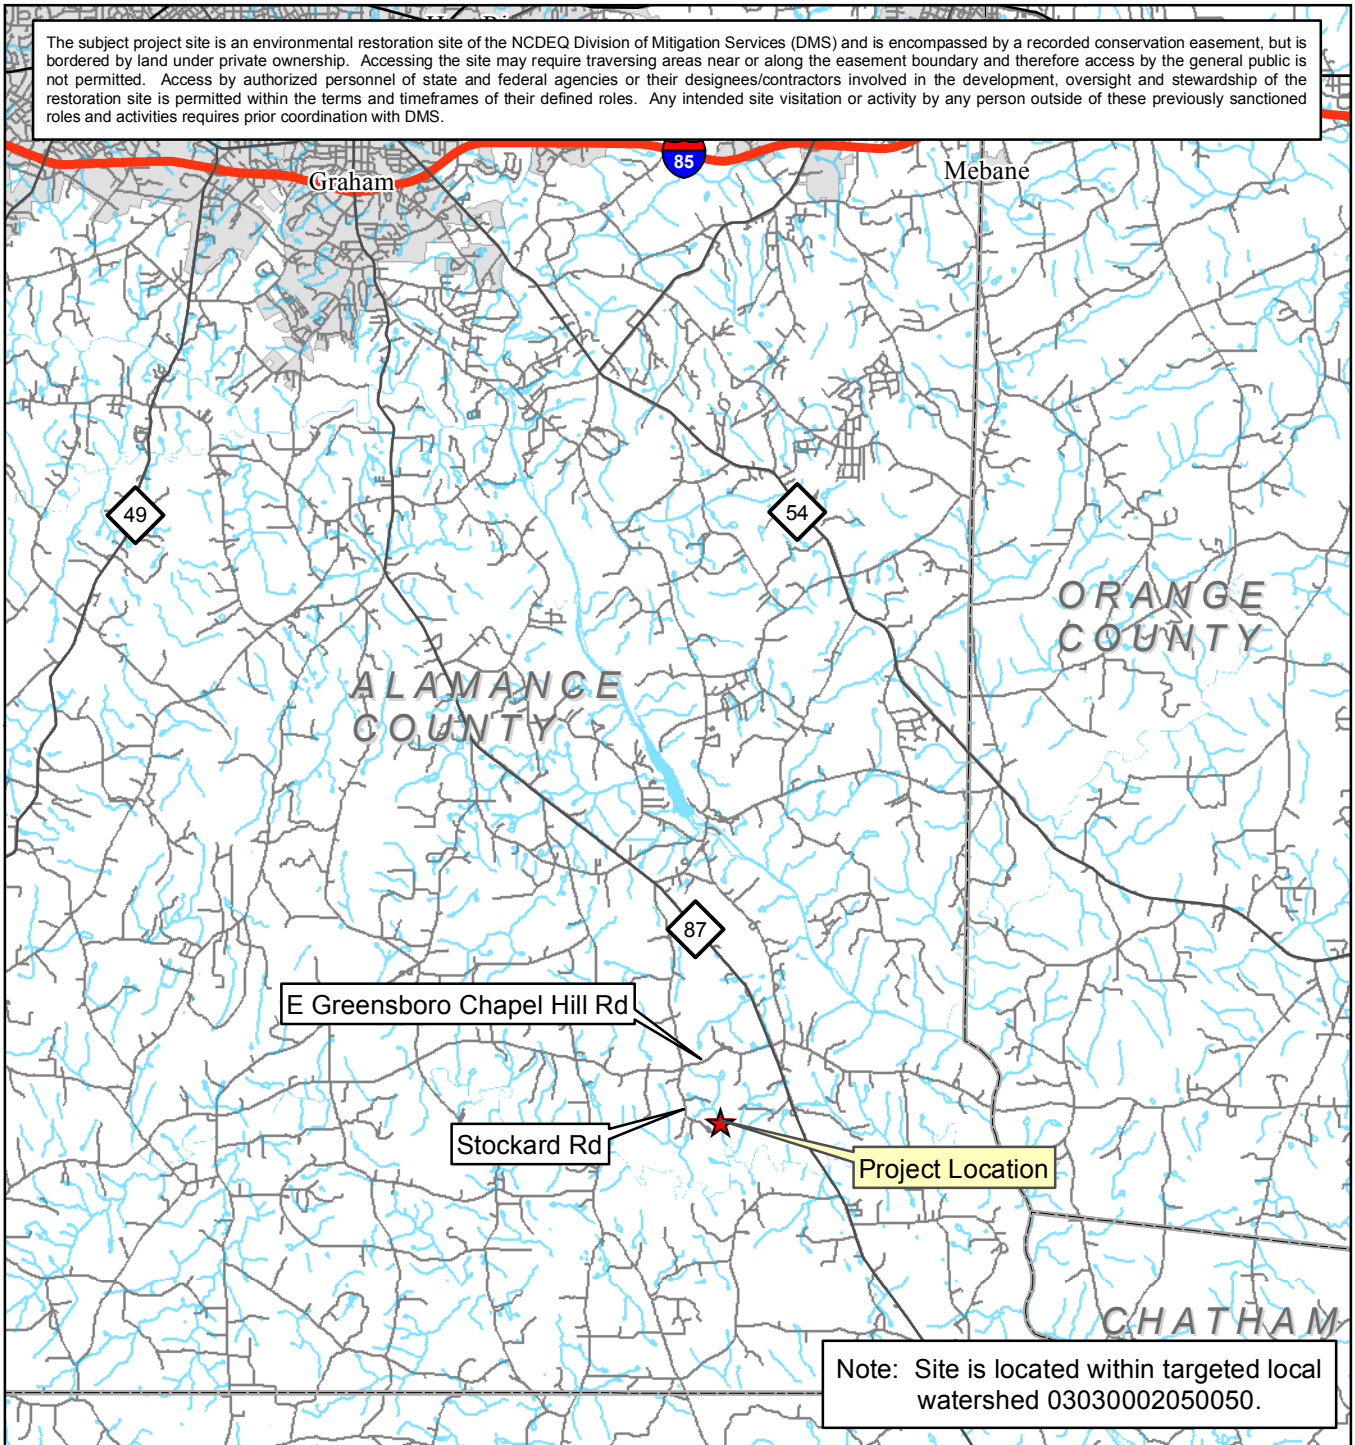 The subject project site is an environmental restoration site of the NCDEQ Division of Mitigation Services (DMS) and is encompassed by a recorded conservation easement, but is
bordered by land under private ownership. Accessing the site may require traversing areas near or along the easement boundary and therefore access by the general public is
not permitted. Access by authorized personnel of state and federal agencies or their designees/contractors involved in the development, oversight and stewardship of the
restoration site is permitted within the terms and timeframes of their defined roles. Any intended site visitation or activity by any person outside of these previously sanctioned
roles and activities requires prior coordination with DMS.
85
Graham
Mebane
49
54
ORANGE
COUNTY
ALAMANCE
COUNTY
87
E Greensboro Chapel Hill Rd
Stockard Rd
Project Location
CHATHAM
Note: Site is located within targeted local
watershed 03030002050050.